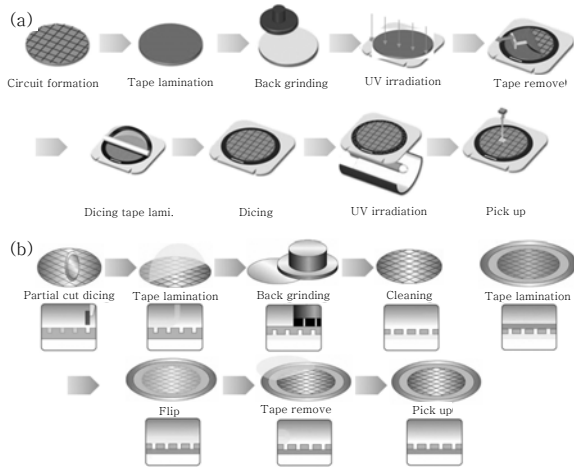 (a)
Circuit formation
Tape lamination
Back grinding
UV irradiation
Tape remove
Dicing tape lami.
Dicing
UV irradiation
Pick up
(b)
Partial cut dicing
Tape lamination
Back grinding
Cleaning
Tape lamination
Flip
Tape remove
Pick up